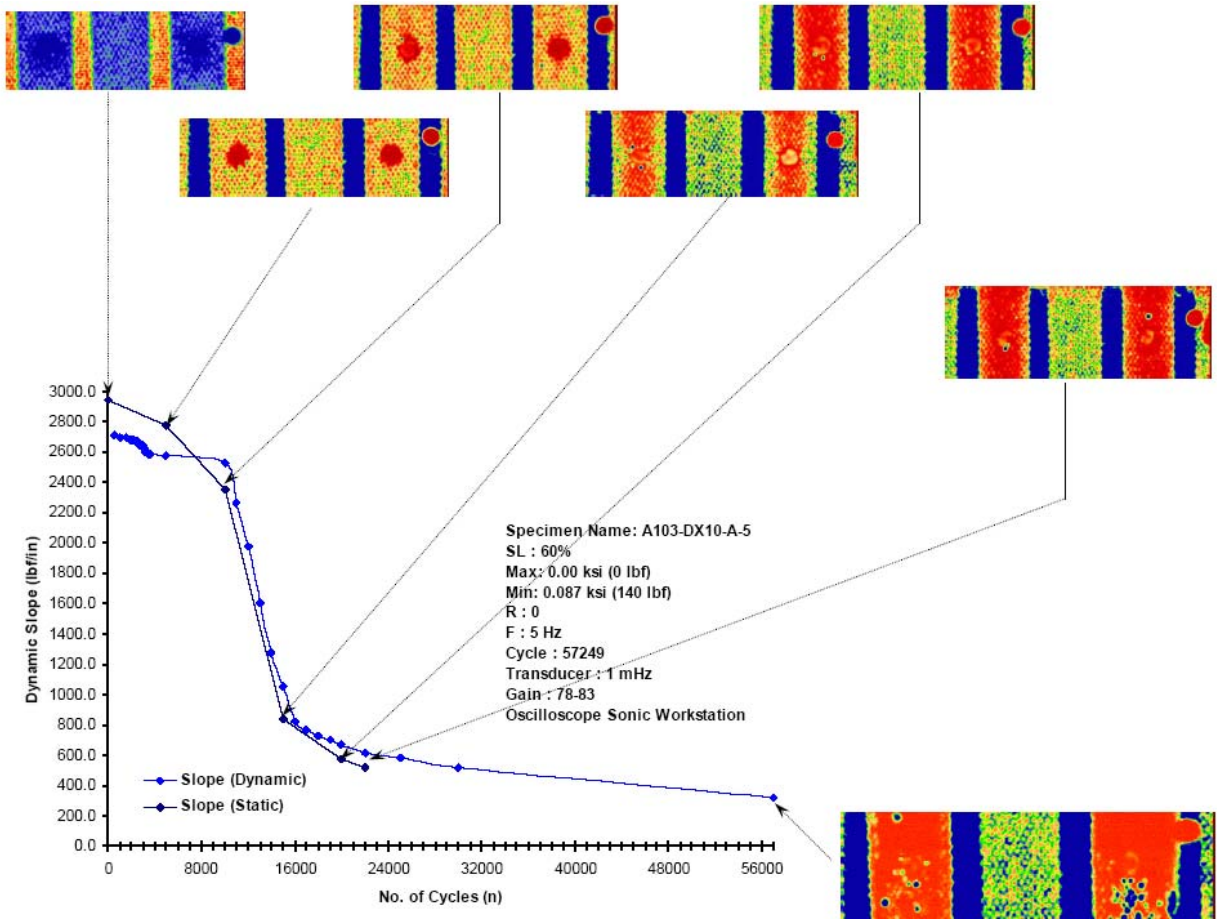 3000.0
2800.0
2600.0
2400.0
2200.0
2000.0
1800.0
1600.0
1400.0
1200.0
1000.0
800.0
600.0
400.0
200.0
0.0
Dynamic Slope (lbf/in)
Specimen Name: A103-DX10-A-5
SL : 60%
Max: 0.00 ksi (0 lbf)
Min: 0.087 ksi (140 lbf)
R : 0
F : 5 Hz
Cycle : 57249
Transducer : 1 mHz
Gain : 78-83
Oscilloscope Sonic Workstation
Slope (Dynamic)
Slope (Static)
0 8000 16000 24000 32000 40000 48000 56000
No. of Cycles (n)